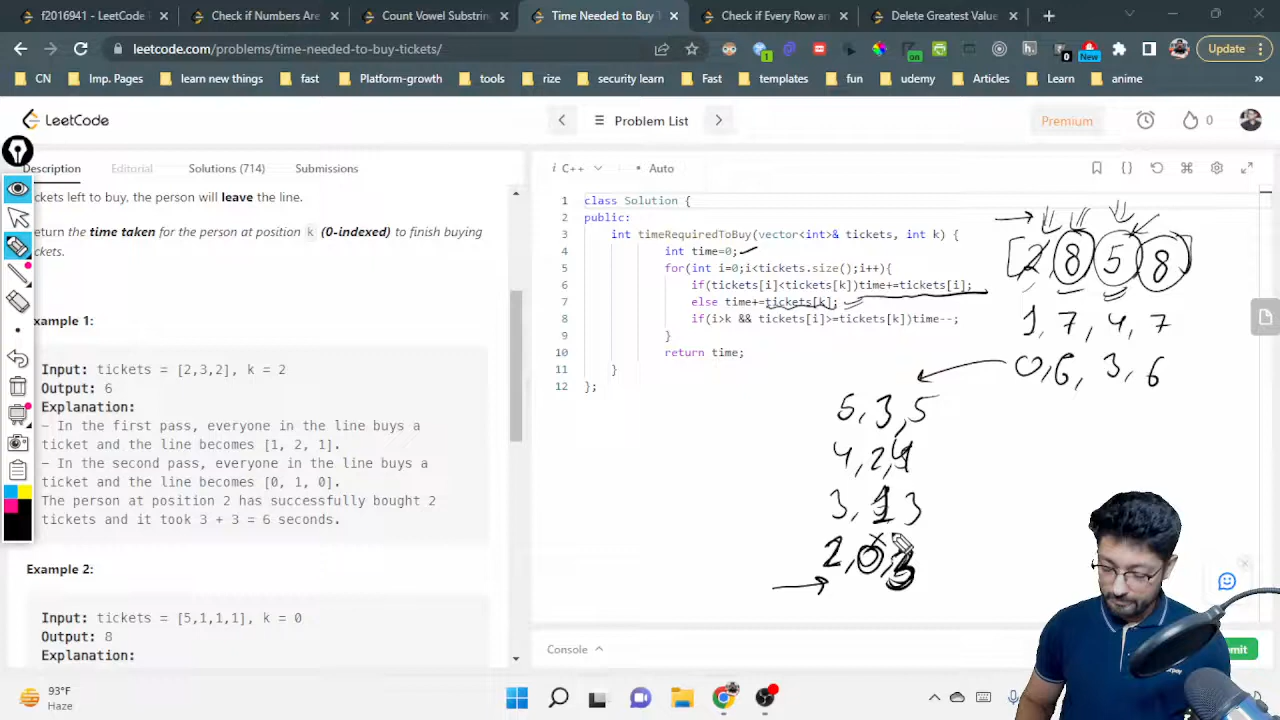 f2016941 - LeetCode
Check if Numbers Are
Count Vowel Substring
Time Needed to Buy T
Check if Every Row an
Delete Greatest Value
leetcode.com/problems/time-needed-to-buy-tickets/
Update
CN
Imp. Pages
learn new things
fast
Platform-growth
tools
rise
security learn
Fast
templates
fun
udemy
Articles
Learn
anime
LeetCode
Problem List
Premium
0
Description
Editorial
Solutions (714)
Submissions
i C++
Auto
ckets left to buy, the person will leave the line.
eturn the time taken for the person at position k (0-indexed) to finish buying
ckets.
xample 1:
Input: tickets = [2,3,2], k = 2
Output: 6
Explanation:
- In the first pass, everyone in the line buys a
ticket and the line becomes [1, 2, 1].
- In the second pass, everyone in the line buys a
ticket and the line becomes [0, 1, 0].
The person at position 2 has successfully bought 2
tickets and it took 3 + 3 = 6 seconds.
Example 2:
Input: tickets = [5,1,1,1], k = 0
Output: 8
Explanation:
1 class Solution {
2 public:
3 int timeRequiredToBuy(vector<int>& tickets, int k) {
4 int time=0;
5 for(int i=0;i<tickets.size();i++){
6 if(tickets[i]<tickets[k])time+=tickets[i];
7 else time+=tickets[k];
8 if(i>k && tickets[i]>=tickets[k])time--;
9 }
10 return time;
11 }
12 };
[2 8 5 8]
1, 7, 4, 7
0, 6, 3, 6
5, 3, 5
4, 2, 4
3, 1 3
2, 0, 3
Console
mit
93°F
Haze